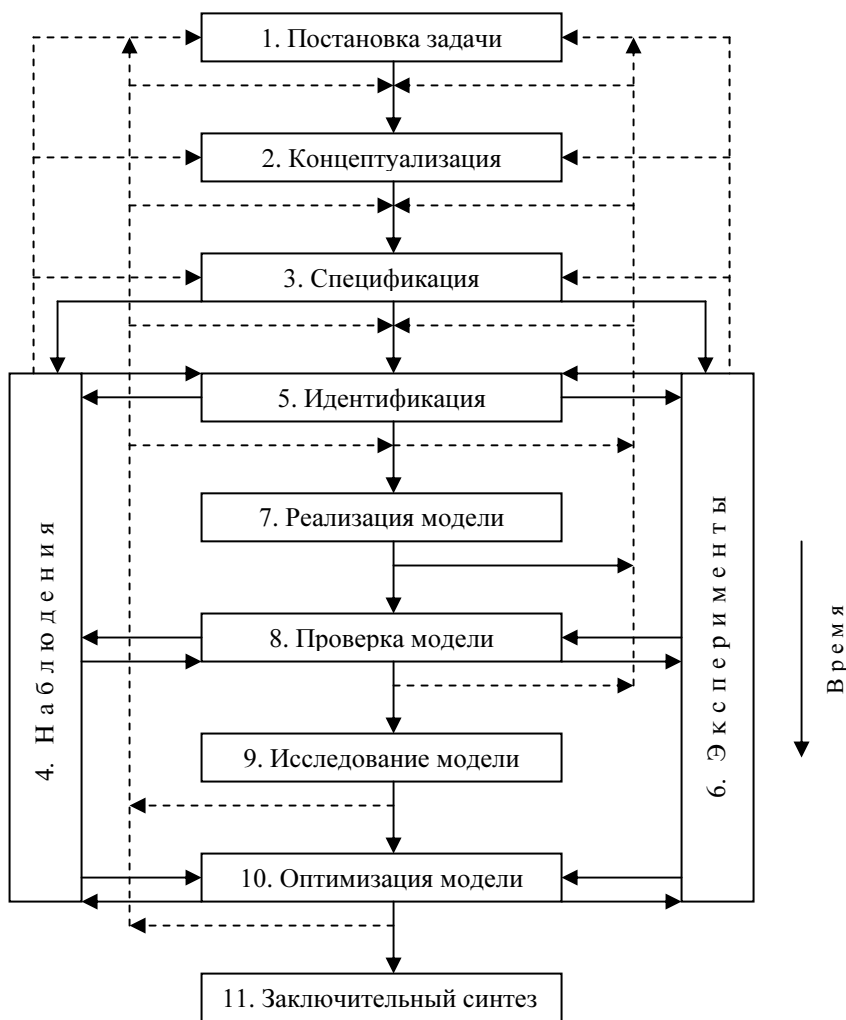 1. Постановка задачи
2. Концептуализация
3. Спецификация
4. Наблюдения
5. Идентификация
6. Эксперименты
7. Реализация модели
8. Проверка модели
9. Исследование модели
10. Оптимизация модели
11. Заключительный синтез
Время